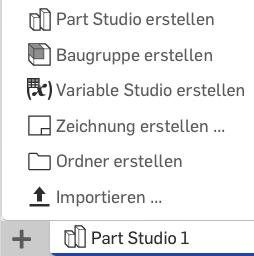 Part Studio erstellen
Baugruppe erstellen
(x) Variable Studio erstellen
Zeichnung erstellen ...
Ordner erstellen
Importieren ...
+ Part Studio 1